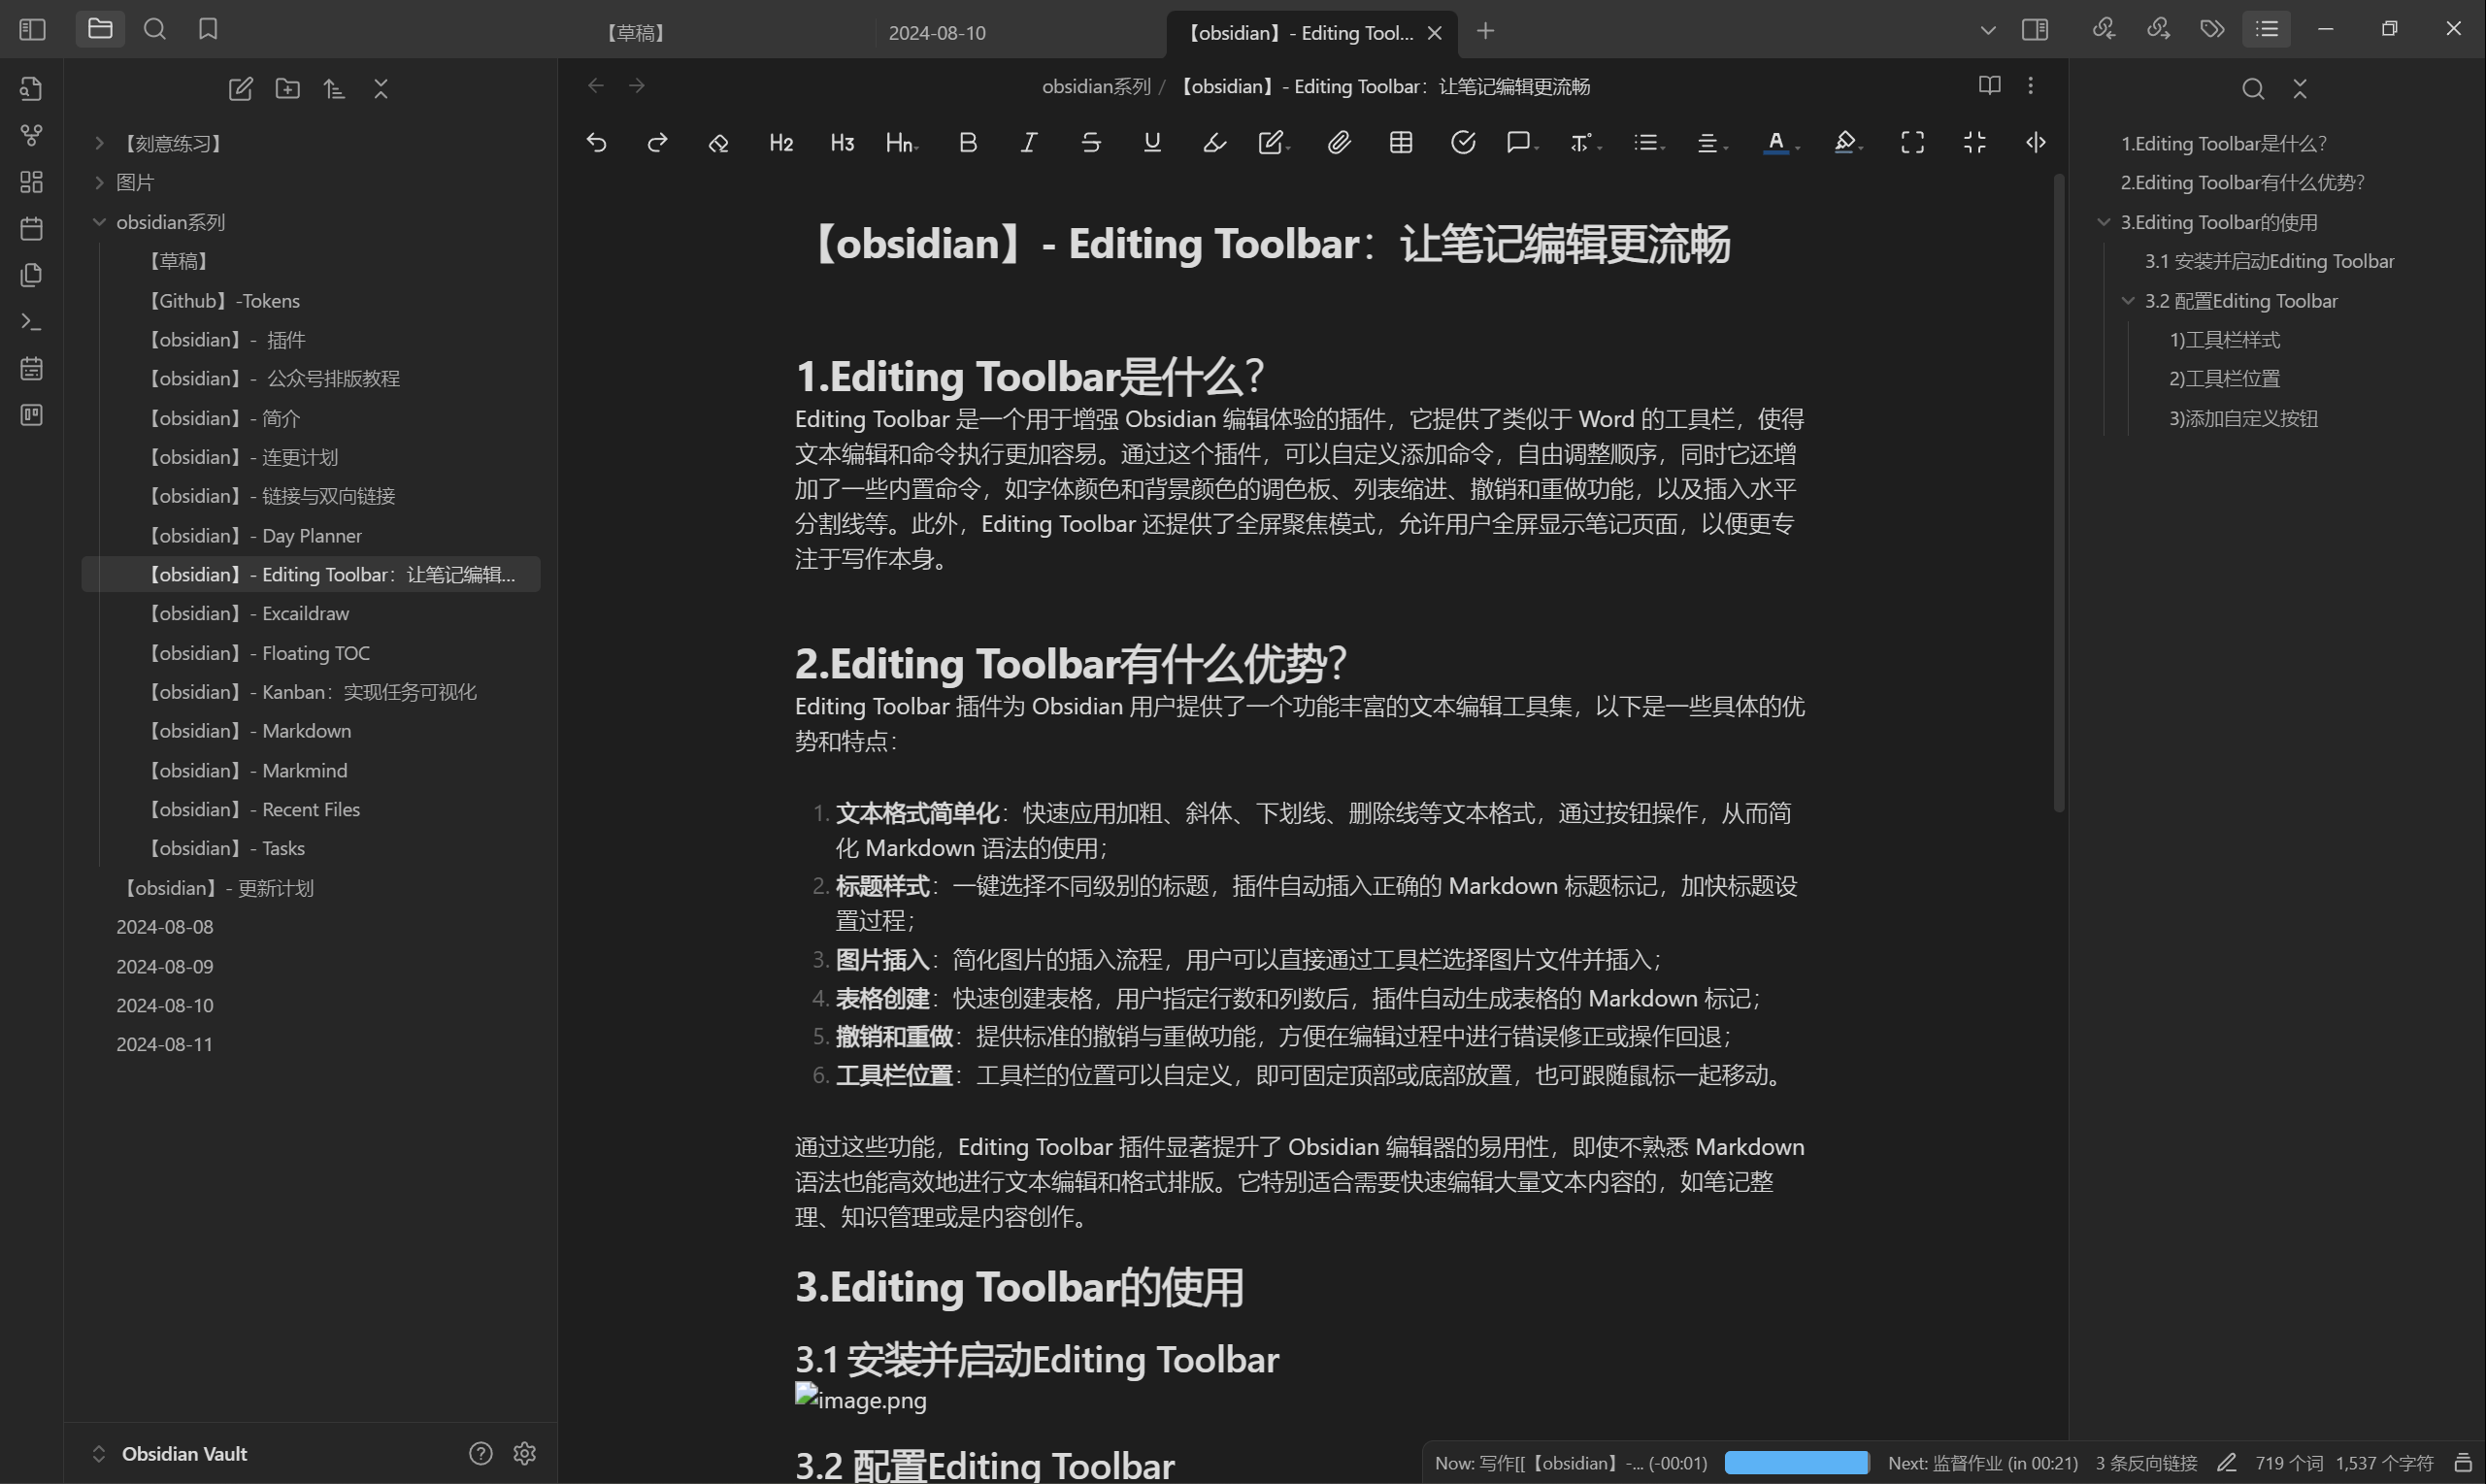 【草稿】
2024-08-10
【obsidian】- Editing Tool...
obsidian系列 / 【obsidian】- Editing Toolbar：让笔记编辑更流畅
H2 H3 Hn B I S U A
【刻意练习】
图片
obsidian系列
【草稿】
【Github】-Tokens
【obsidian】- 插件
【obsidian】- 公众号排版教程
【obsidian】- 简介
【obsidian】- 连更计划
【obsidian】- 链接与双向链接
【obsidian】- Day Planner
【obsidian】- Editing Toolbar：让笔记编辑...
【obsidian】- Excaildraw
【obsidian】- Floating TOC
【obsidian】- Kanban：实现任务可视化
【obsidian】- Markdown
【obsidian】- Markmind
【obsidian】- Recent Files
【obsidian】- Tasks
【obsidian】- 更新计划
2024-08-08
2024-08-09
2024-08-10
2024-08-11
Obsidian Vault
【obsidian】- Editing Toolbar：让笔记编辑更流畅
1.Editing Toolbar是什么？
Editing Toolbar 是一个用于增强 Obsidian 编辑体验的插件，它提供了类似于 Word 的工具栏，使得
文本编辑和命令执行更加容易。通过这个插件，可以自定义添加命令，自由调整顺序，同时它还增
加了一些内置命令，如字体颜色和背景颜色的调色板、列表缩进、撤销和重做功能，以及插入水平
分割线等。此外，Editing Toolbar 还提供了全屏聚焦模式，允许用户全屏显示笔记页面，以便更专
注于写作本身。
2.Editing Toolbar有什么优势？
Editing Toolbar 插件为 Obsidian 用户提供了一个功能丰富的文本编辑工具集，以下是一些具体的优
势和特点：
1. 文本格式简单化：快速应用加粗、斜体、下划线、删除线等文本格式，通过按钮操作，从而简
化 Markdown 语法的使用；
2. 标题样式：一键选择不同级别的标题，插件自动插入正确的 Markdown 标题标记，加快标题设
置过程；
3. 图片插入：简化图片的插入流程，用户可以直接通过工具栏选择图片文件并插入；
4. 表格创建：快速创建表格，用户指定行数和列数后，插件自动生成表格的 Markdown 标记；
5. 撤销和重做：提供标准的撤销与重做功能，方便在编辑过程中进行错误修正或操作回退；
6. 工具栏位置：工具栏的位置可以自定义，即可固定顶部或底部放置，也可跟随鼠标一起移动。
通过这些功能，Editing Toolbar 插件显著提升了 Obsidian 编辑器的易用性，即使不熟悉 Markdown
语法也能高效地进行文本编辑和格式排版。它特别适合需要快速编辑大量文本内容的，如笔记整
理、知识管理或是内容创作。
3.Editing Toolbar的使用
3.1 安装并启动Editing Toolbar
image.png
3.2 配置Editing Toolbar
1.Editing Toolbar是什么？
2.Editing Toolbar有什么优势？
3.Editing Toolbar的使用
3.1 安装并启动Editing Toolbar
3.2 配置Editing Toolbar
1)工具栏样式
2)工具栏位置
3)添加自定义按钮
Now: 写作[[【obsidian】-... (-00:01) Next: 监督作业 (in 00:21) 3 条反向链接 719 个词 1,537 个字符